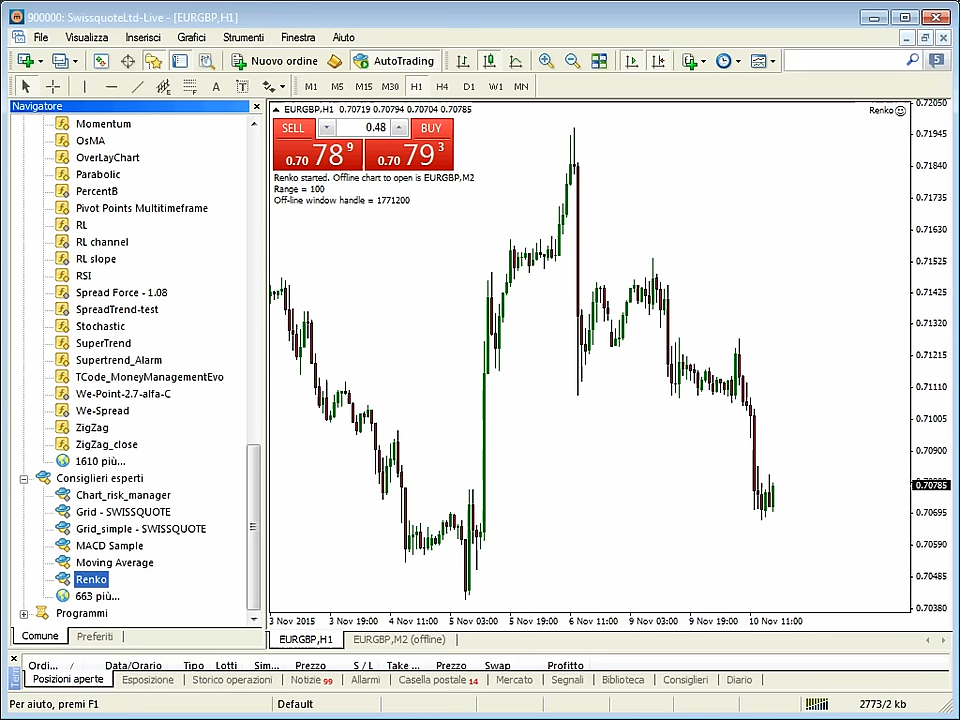 900000: SwissquoteLtd-Live - [EURGBP,H1]
File Visualizza Inserisci Grafici Strumenti Finestra Aiuto
Nuovo ordine AutoTrading 5
A T M1 M5 M15 M30 H1 H4 D1 W1 MN
Navigatore
Momentum
OsMA
OverLayChart
Parabolic
PercentB
Pivot Points Multitimeframe
RL
RL channel
RL slope
RSI
Spread Force - 1.08
SpreadTrend-test
Stochastic
SuperTrend
Supertrend_Alarm
TCode_MoneyManagementEvo
We-Point-2.7-alfa-C
We-Spread
ZigZag
ZigZag_close
1610 più...
Consiglieri esperti
Chart_risk_manager
Grid - SWISSQUOTE
Grid_simple - SWISSQUOTE
MACD Sample
Moving Average
Renko
663 più...
Programmi
Comune Preferiti
EURGBP,H1 0.70719 0.70794 0.70704 0.70785
Renko
SELL 0.48 BUY
0.70 78 9 0.70 79 3
Renko started. Offline chart to open is EURGBP,M2
Range = 100
Off-line window handle = 1771200
0.72050
0.71945
0.71840
0.71735
0.71630
0.71525
0.71425
0.71320
0.71215
0.71110
0.71005
0.70900
0.70785
0.70695
0.70590
0.70485
0.70380
3 Nov 2015 3 Nov 19:00 4 Nov 11:00 5 Nov 03:00 5 Nov 19:00 6 Nov 11:00 9 Nov 03:00 9 Nov 19:00 10 Nov 11:00
EURGBP,H1 EURGBP,M2 (offline)
Ordi... / Data/Orario Tipo Lotti Sim... Prezzo S / L Take ... Prezzo Swap Profitto
Posizioni aperte Esposizione Storico operazioni Notizie 99 Allarmi Casella postale 14 Mercato Segnali Biblioteca Consiglieri Diario
Per aiuto, premi F1 Default 2773/2 kb